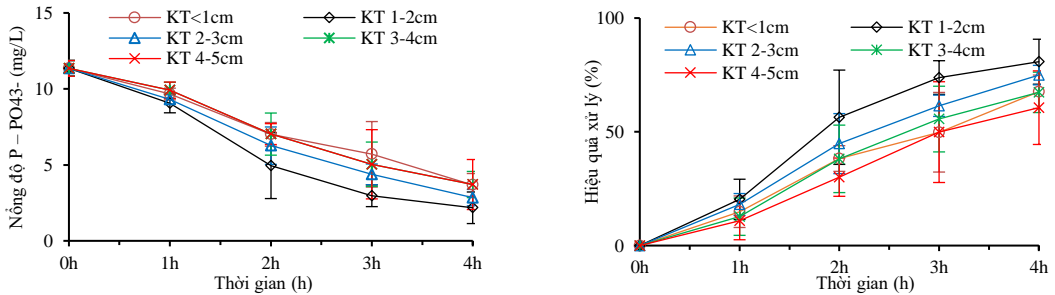 KT<1cm KT 1-2cm
KT 2-3cm KT 3-4cm
KT 4-5cm
Nồng độ P – PO43- (mg/L)
15
10
5
0
0h 1h 2h 3h 4h
Thời gian (h)
KT<1cm KT 1-2cm
KT 2-3cm KT 3-4cm
KT 4-5cm
Hiệu quả xử lý (%)
100
50
0
0h 1h 2h 3h 4h
Thời gian (h)